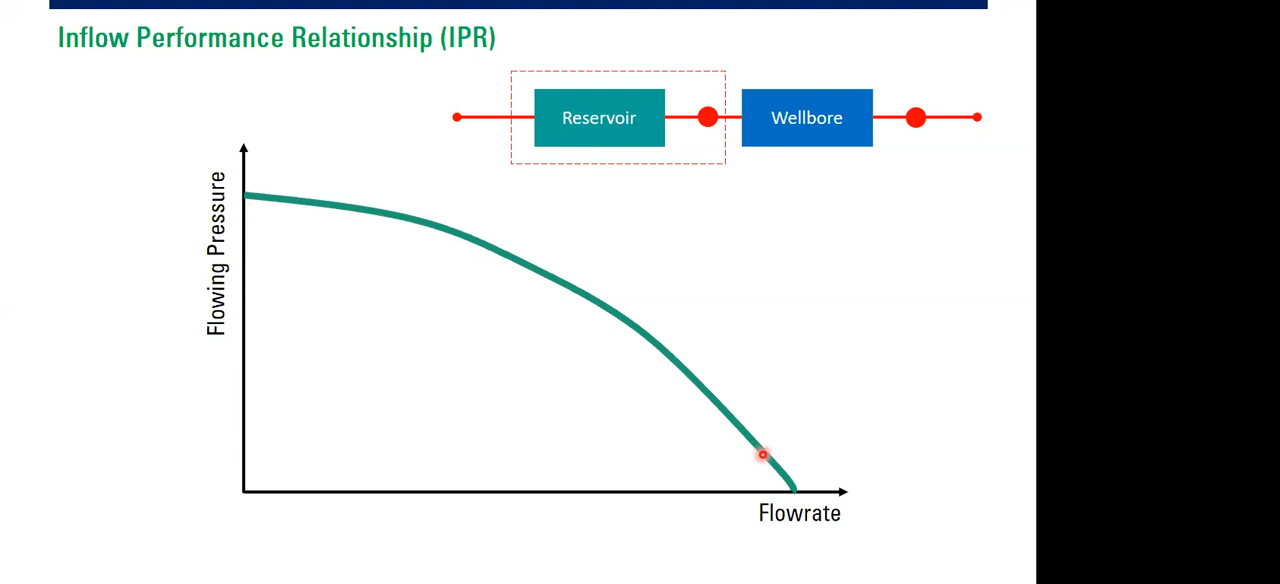 Inflow Performance Relationship (IPR)
Reservoir
Wellbore
Flowing Pressure
Flowrate